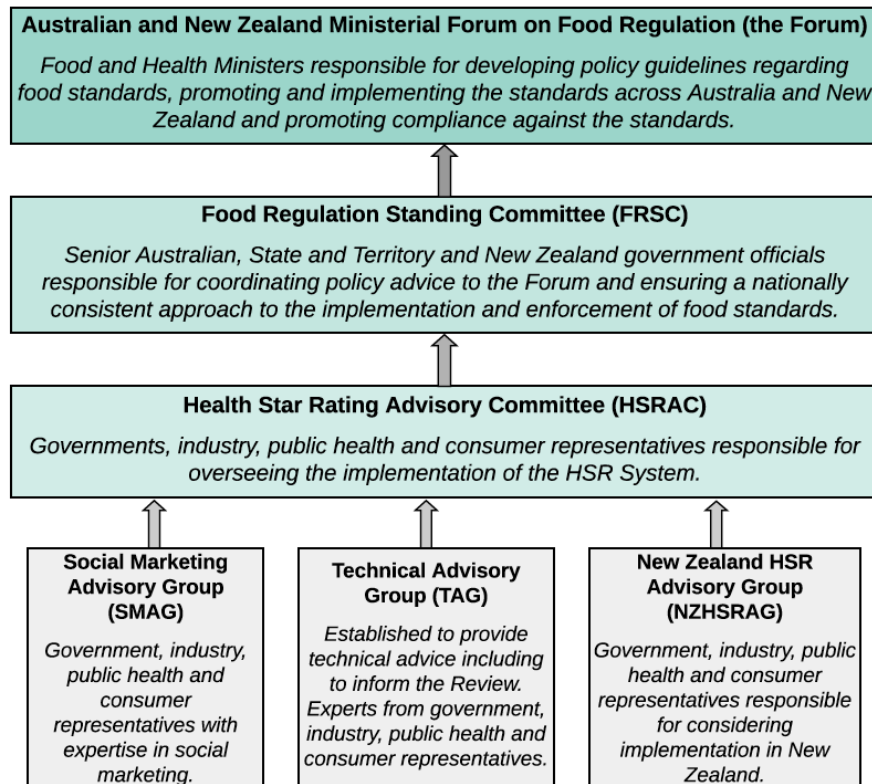 Australian and New Zealand Ministerial Forum on Food Regulation (the Forum)
Food and Health Ministers responsible for developing policy guidelines regarding
food standards, promoting and implementing the standards across Australia and New
Zealand and promoting compliance against the standards.
Food Regulation Standing Committee (FRSC)
Senior Australian, State and Territory and New Zealand government officials
responsible for coordinating policy advice to the Forum and ensuring a nationally
consistent approach to the implementation and enforcement of food standards.
Health Star Rating Advisory Committee (HSRAC)
Governments, industry, public health and consumer representatives responsible for
overseeing the implementation of the HSR System.
Social Marketing
Advisory Group
(SMAG)
Government, industry,
public health and
consumer
representatives with
expertise in social
marketing.
Technical Advisory
Group (TAG)
Established to provide
technical advice including
to inform the Review.
Experts from government,
industry, public health and
consumer representatives.
New Zealand HSR
Advisory Group
(NZHSRAG)
Government, industry, public
health and consumer
representatives responsible
for considering
implementation in New
Zealand.